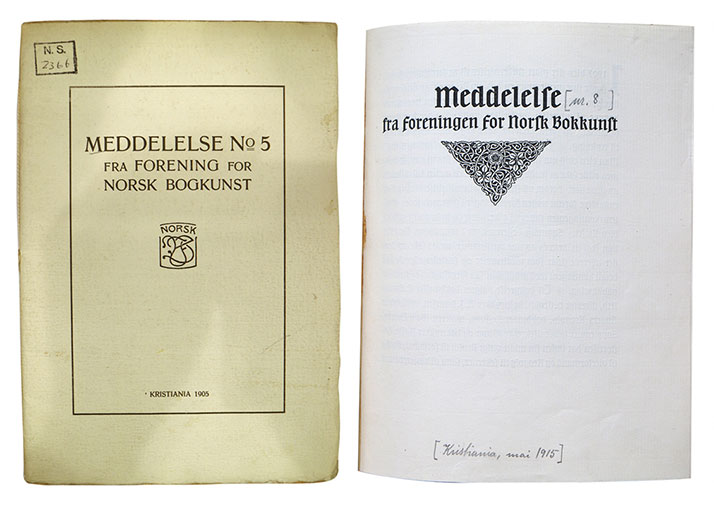 N. S.
2366
MEDDELELSE No 5
FRA FORENING FOR
NORSK BOGKUNST
NORSK
KRISTIANIA 1905
Meddelelse [nr. 8]
fra Foreningen for Norsk Bokkunst
[Kristiania, mai 1915]